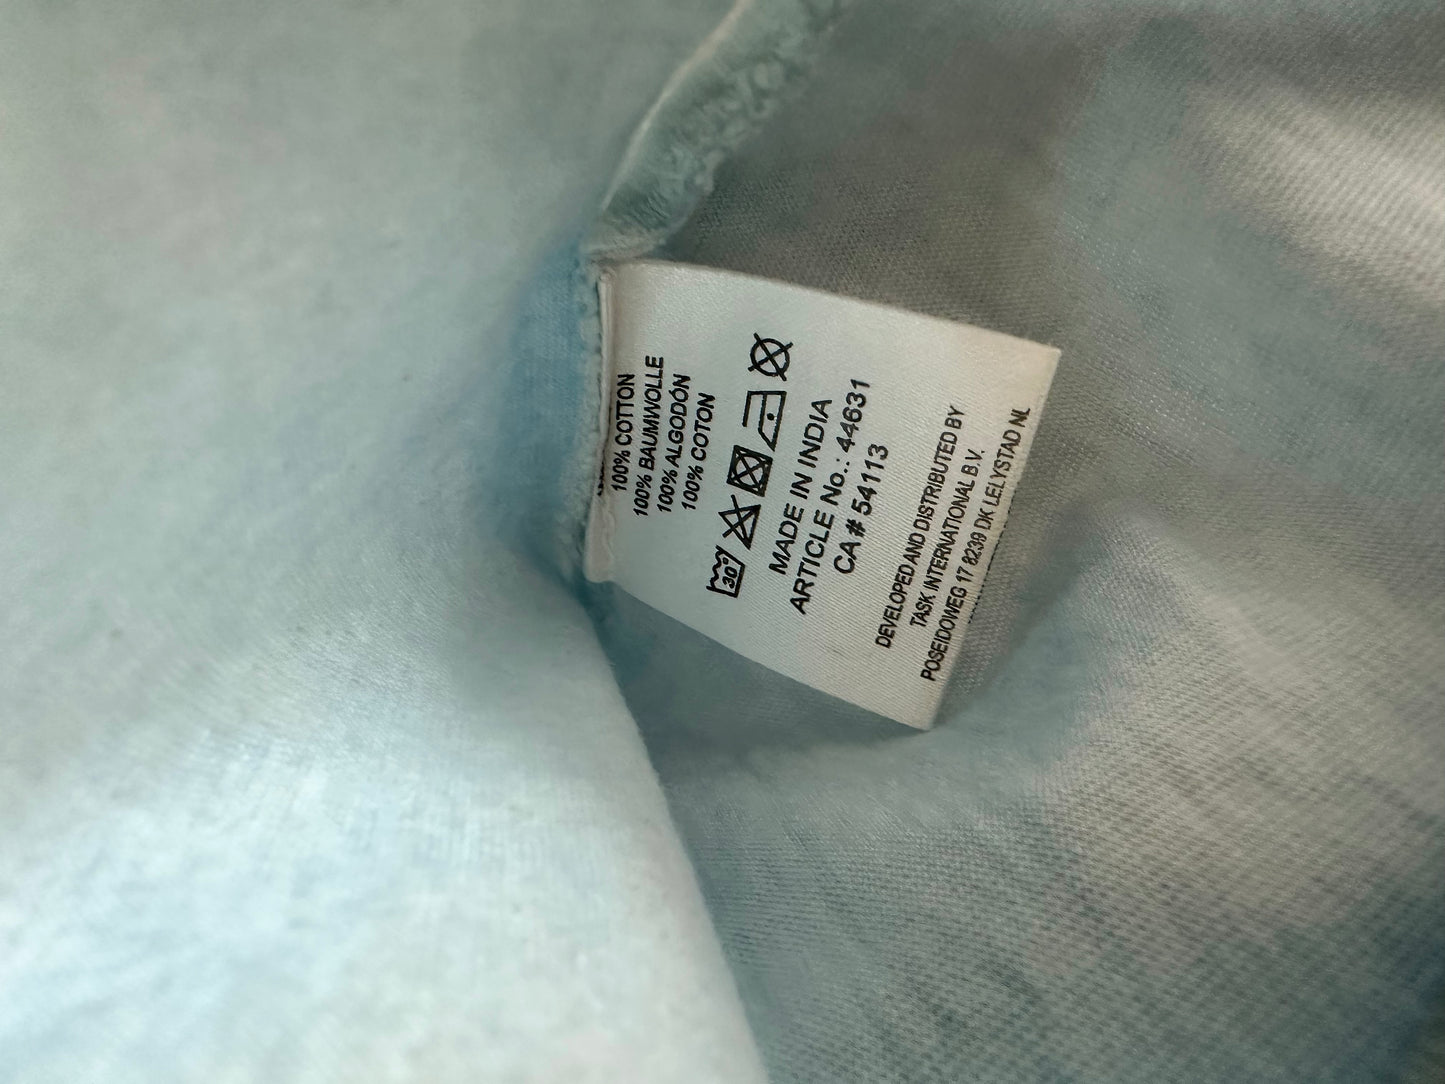 100% COTTON
100% BAUMWOLLE
100% ALGODÓN
100% COTON
30°
MADE IN INDIA
ARTICLE No.: 44631
CA # 54113
DEVELOPED AND DISTRIBUTED BY
TASK INTERNATIONAL B.V.
POSEIDOWEG 17 8239 DK LELYSTAD NL